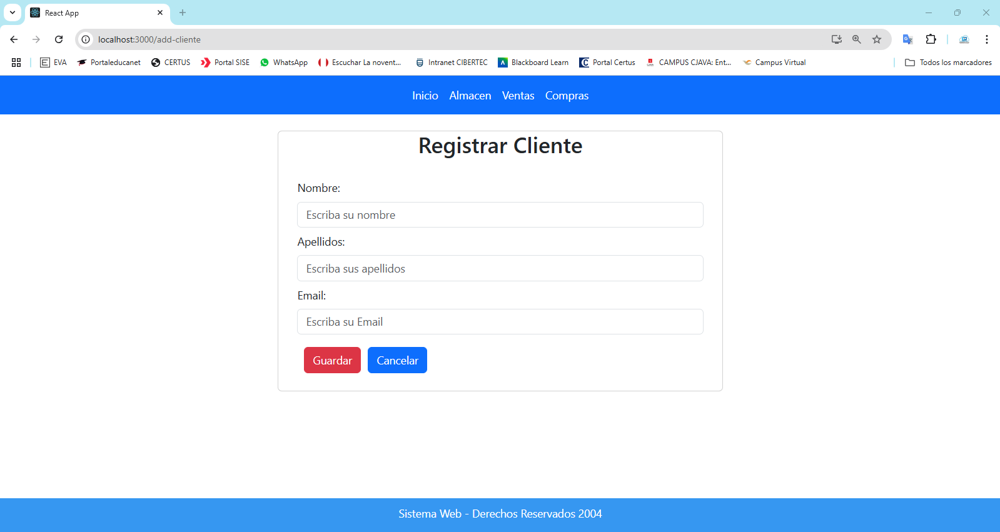 React App
localhost:3000/add-cliente
EVA Portaleducanet CERTUS Portal SISE WhatsApp Escuchar La novent... Intranet CIBERTEC Blackboard Learn Portal Certus CAMPUS CJAVA: Ent... Campus Virtual Todos los marcadores
Inicio Almacen Ventas Compras
Registrar Cliente
Nombre:
Escriba su nombre
Apellidos:
Escriba sus apellidos
Email:
Escriba su Email
Guardar Cancelar
Sistema Web - Derechos Reservados 2004